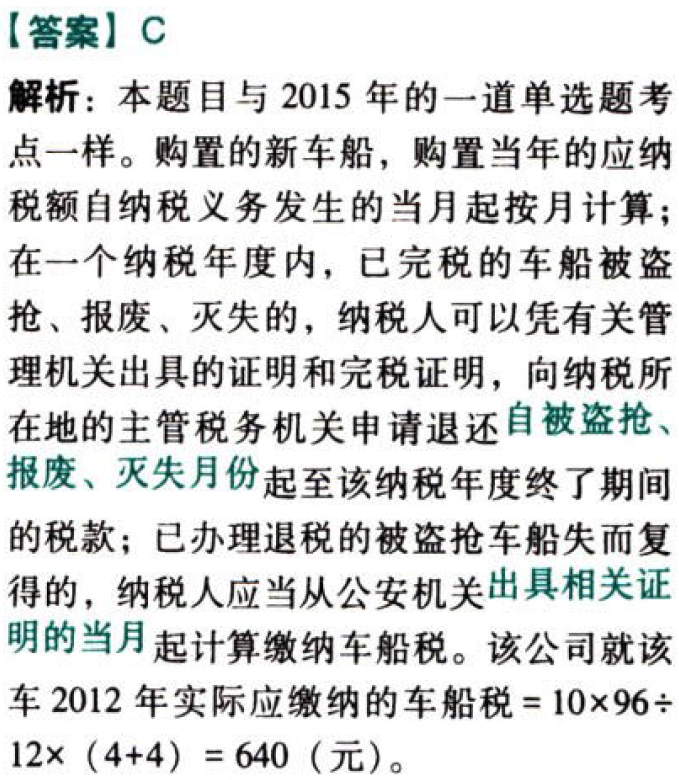 【答案】C
解析：本题目与 2015 年的一道单选题考
点一样。购置的新车船，购置当年的应纳
税额自纳税义务发生的当月起按月计算；
在一个纳税年度内，已完税的车船被盗
抢、报废、灭失的，纳税人可以凭有关管
理机关出具的证明和完税证明，向纳税所
在地的主管税务机关申请退还自被盗抢、
报废、灭失月份起至该纳税年度终了期间
的税款；已办理退税的被盗抢车船失而复
得的，纳税人应当从公安机关出具相关证
明的当月起计算缴纳车船税。该公司就该
车 2012 年实际应缴纳的车船税 = 10×96÷
12×（4+4）= 640（元）。